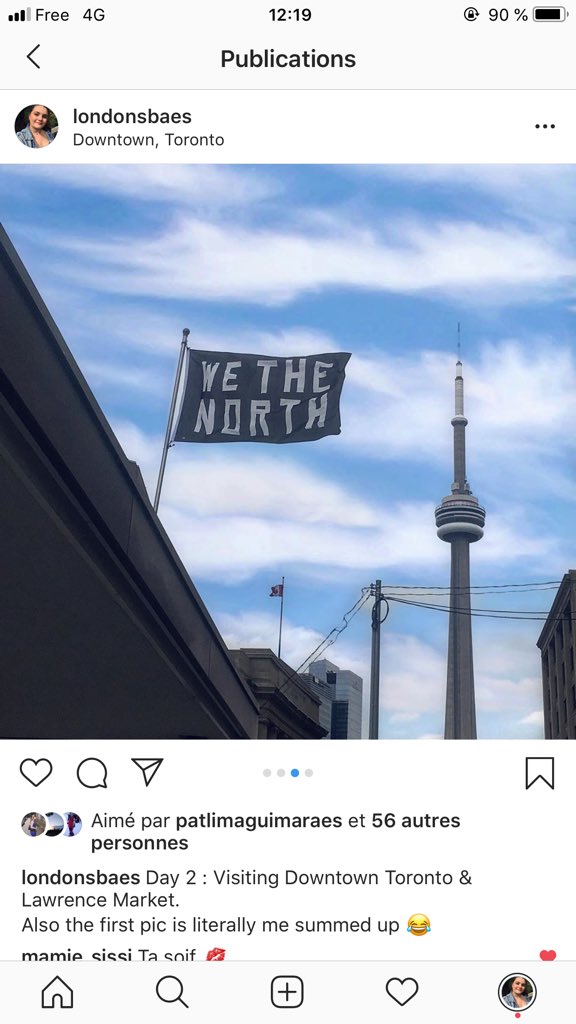 Free 4G 12:19 90 %
Publications
londonsbaes
Downtown, Toronto
WE THE
NORTH
Aimé par patlimaguimaraes et 56 autres
personnes
londonsbaes Day 2 : Visiting Downtown Toronto &
Lawrence Market.
Also the first pic is literally me summed up 😂
mamie_sissi Ta soif 💋